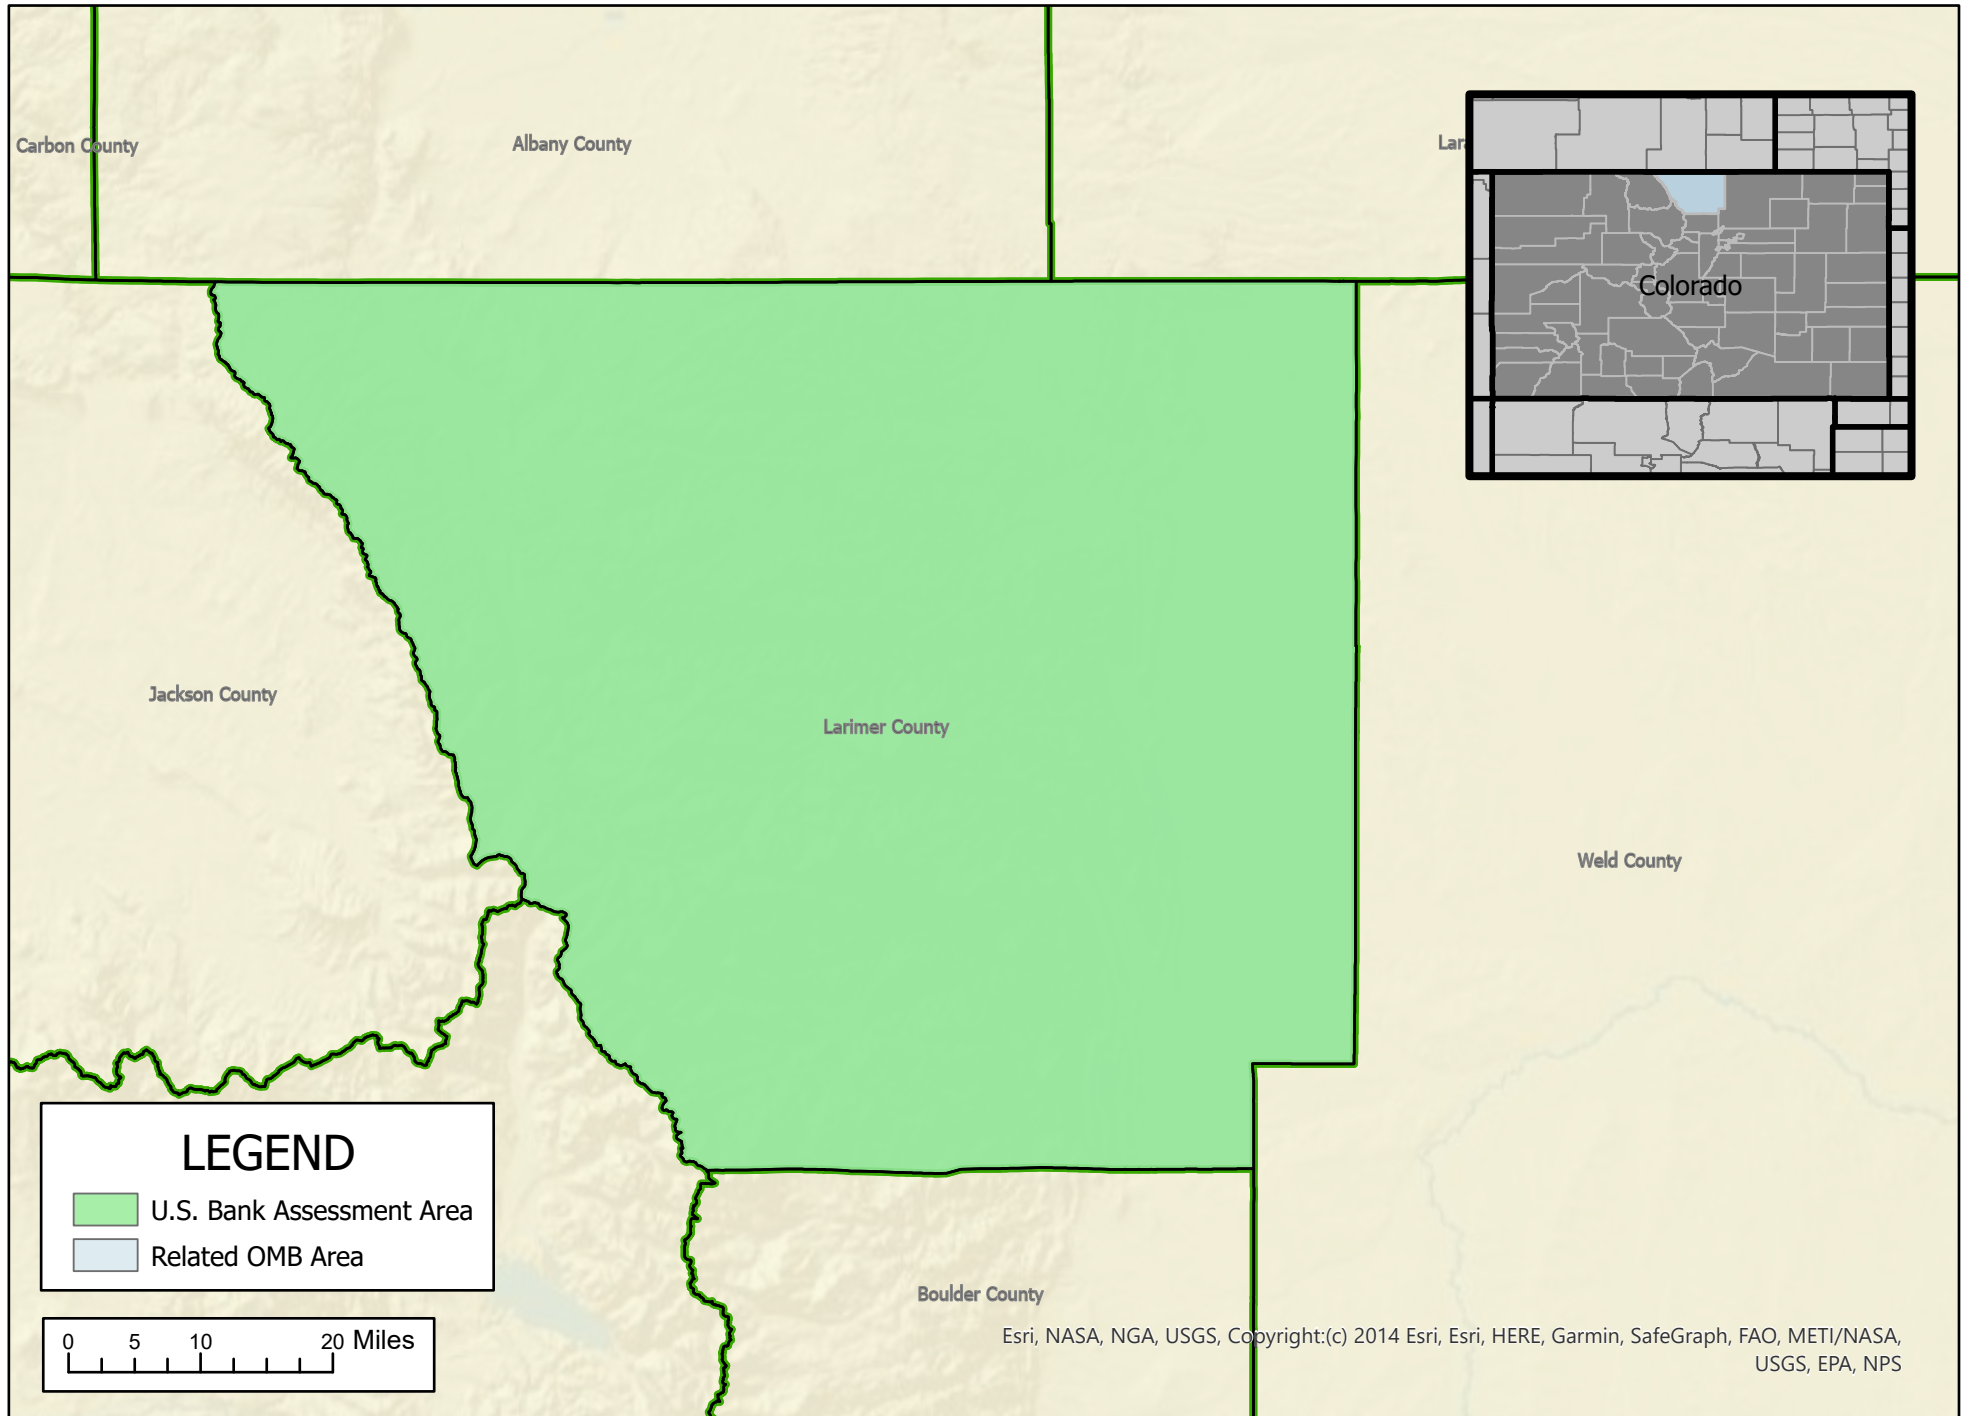 Carbon County
Albany County
Colorado
Jackson County
Larimer County
Weld County
LEGEND
U.S. Bank Assessment Area
Related OMB Area
Boulder County
0 5 10 20 Miles
Esri, NASA, NGA, USGS, Copyright:(c) 2014 Esri, Esri, HERE, Garmin, SafeGraph, FAO, METI/NASA,
USGS, EPA, NPS